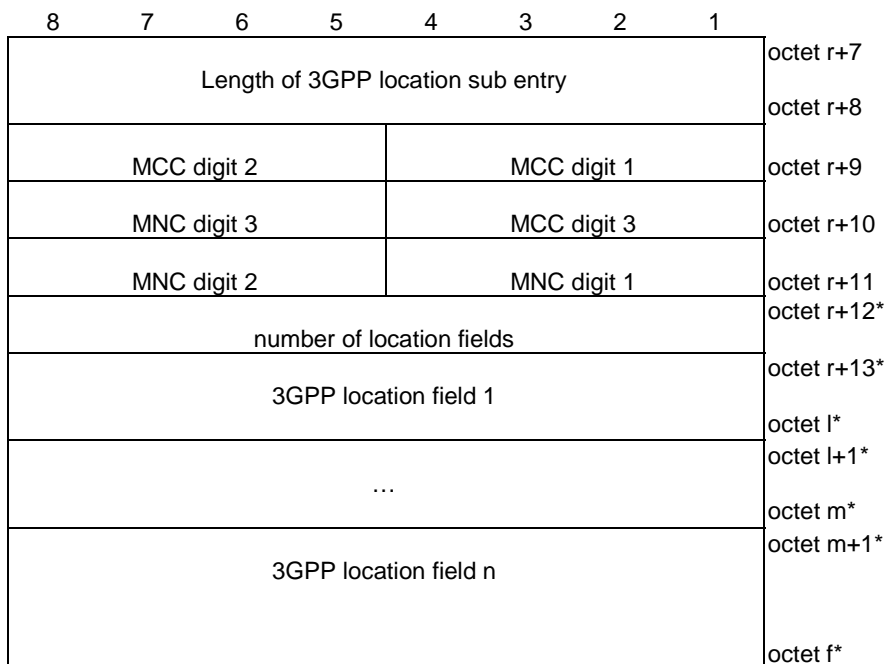 8 7 6 5 4 3 2 1
octet r+7
Length of 3GPP location sub entry
octet r+8
MCC digit 2 MCC digit 1 octet r+9
MNC digit 3 MCC digit 3 octet r+10
MNC digit 2 MNC digit 1 octet r+11
octet r+12*
number of location fields
octet r+13*
3GPP location field 1
octet l*
octet l+1*
…
octet m*
octet m+1*
3GPP location field n
octet f*